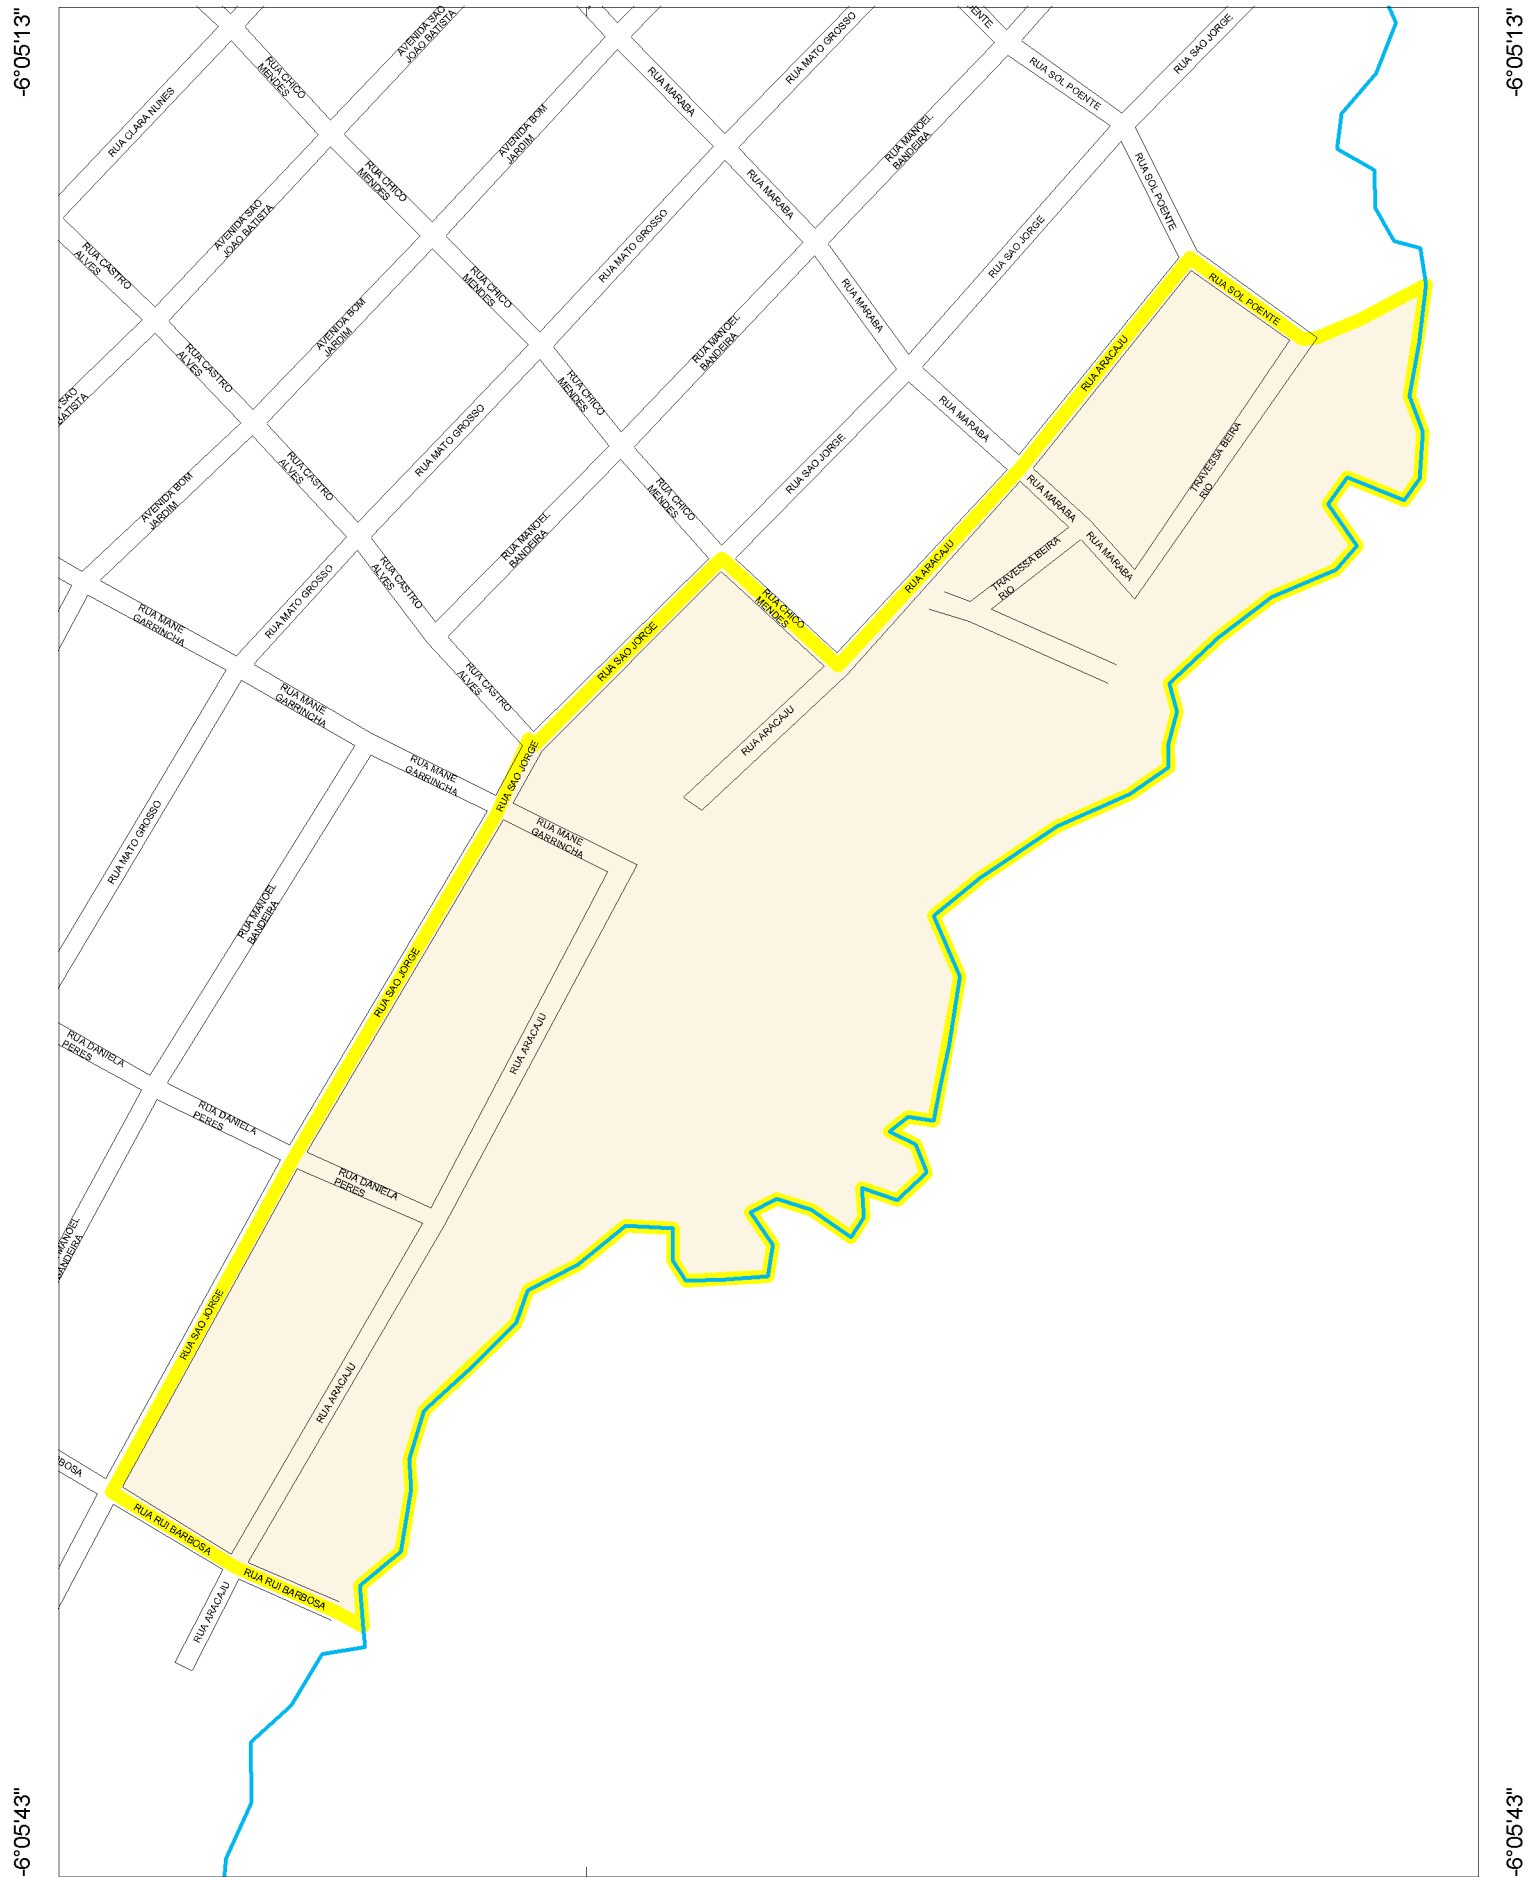 -6°05'13"
-6°05'13"
RUA CHICO
MENDES
AVENIDA SAO
JOAO BATISTA
RUA MATO GROSSO
RUA SAO JORGE
RUA SOL POENTE
RUA MARABA
RUA CLARA NUNES
AVENIDA BOM
JARDIM
RUA MANOEL
BANDEIRA
RUA CHICO
MENDES
RUA MARABA
RUA SOL POENTE
AVENIDA SAO
JOAO BATISTA
RUA MATO GROSSO
RUA SAO JORGE
RUA CASTRO
ALVES
RUA CHICO
MENDES
RUA MARABA
RUA SOL POENTE
AVENIDA BOM
JARDIM
RUA MANOEL
BANDEIRA
RUA ARACAJU
RUA CASTRO
ALVES
RUA CHICO
MENDES
SAO
BATISTA
RUA MATO GROSSO
RUA MARABA
RUA SAO JORGE
TRAVESSA BEIRA
RIO
RUA CASTRO
ALVES
AVENIDA BOM
JARDIM
RUA CHICO
MENDES
RUA MARABA
RUA MANOEL
BANDEIRA
RUA MARABA
RUA ARACAJU
TRAVESSA BEIRA
RIO
RUA MATO GROSSO
RUA CASTRO
ALVES
RUA CHICO
MENDES
RUA MANE
GARRINCHA
RUA SAO JORGE
RUA CASTRO
ALVES
RUA MANE
GARRINCHA
RUA ARACAJU
RUA MANE
GARRINCHA
RUA SAO JORGE
RUA MANE
GARRINCHA
RUA MATO GROSSO
RUA MANOEL
BANDEIRA
RUA SAO JORGE
RUA ARACAJU
RUA DANIELA
PERES
RUA DANIELA
PERES
RUA DANIELA
PERES
MANOEL
ANDEIRA
RUA SAO JORGE
RUA ARACAJU
BOSA
RUA RUI BARBOSA
RUA RUI BARBOSA
RUA ARACAJU
-6°05'43"
-6°05'43"